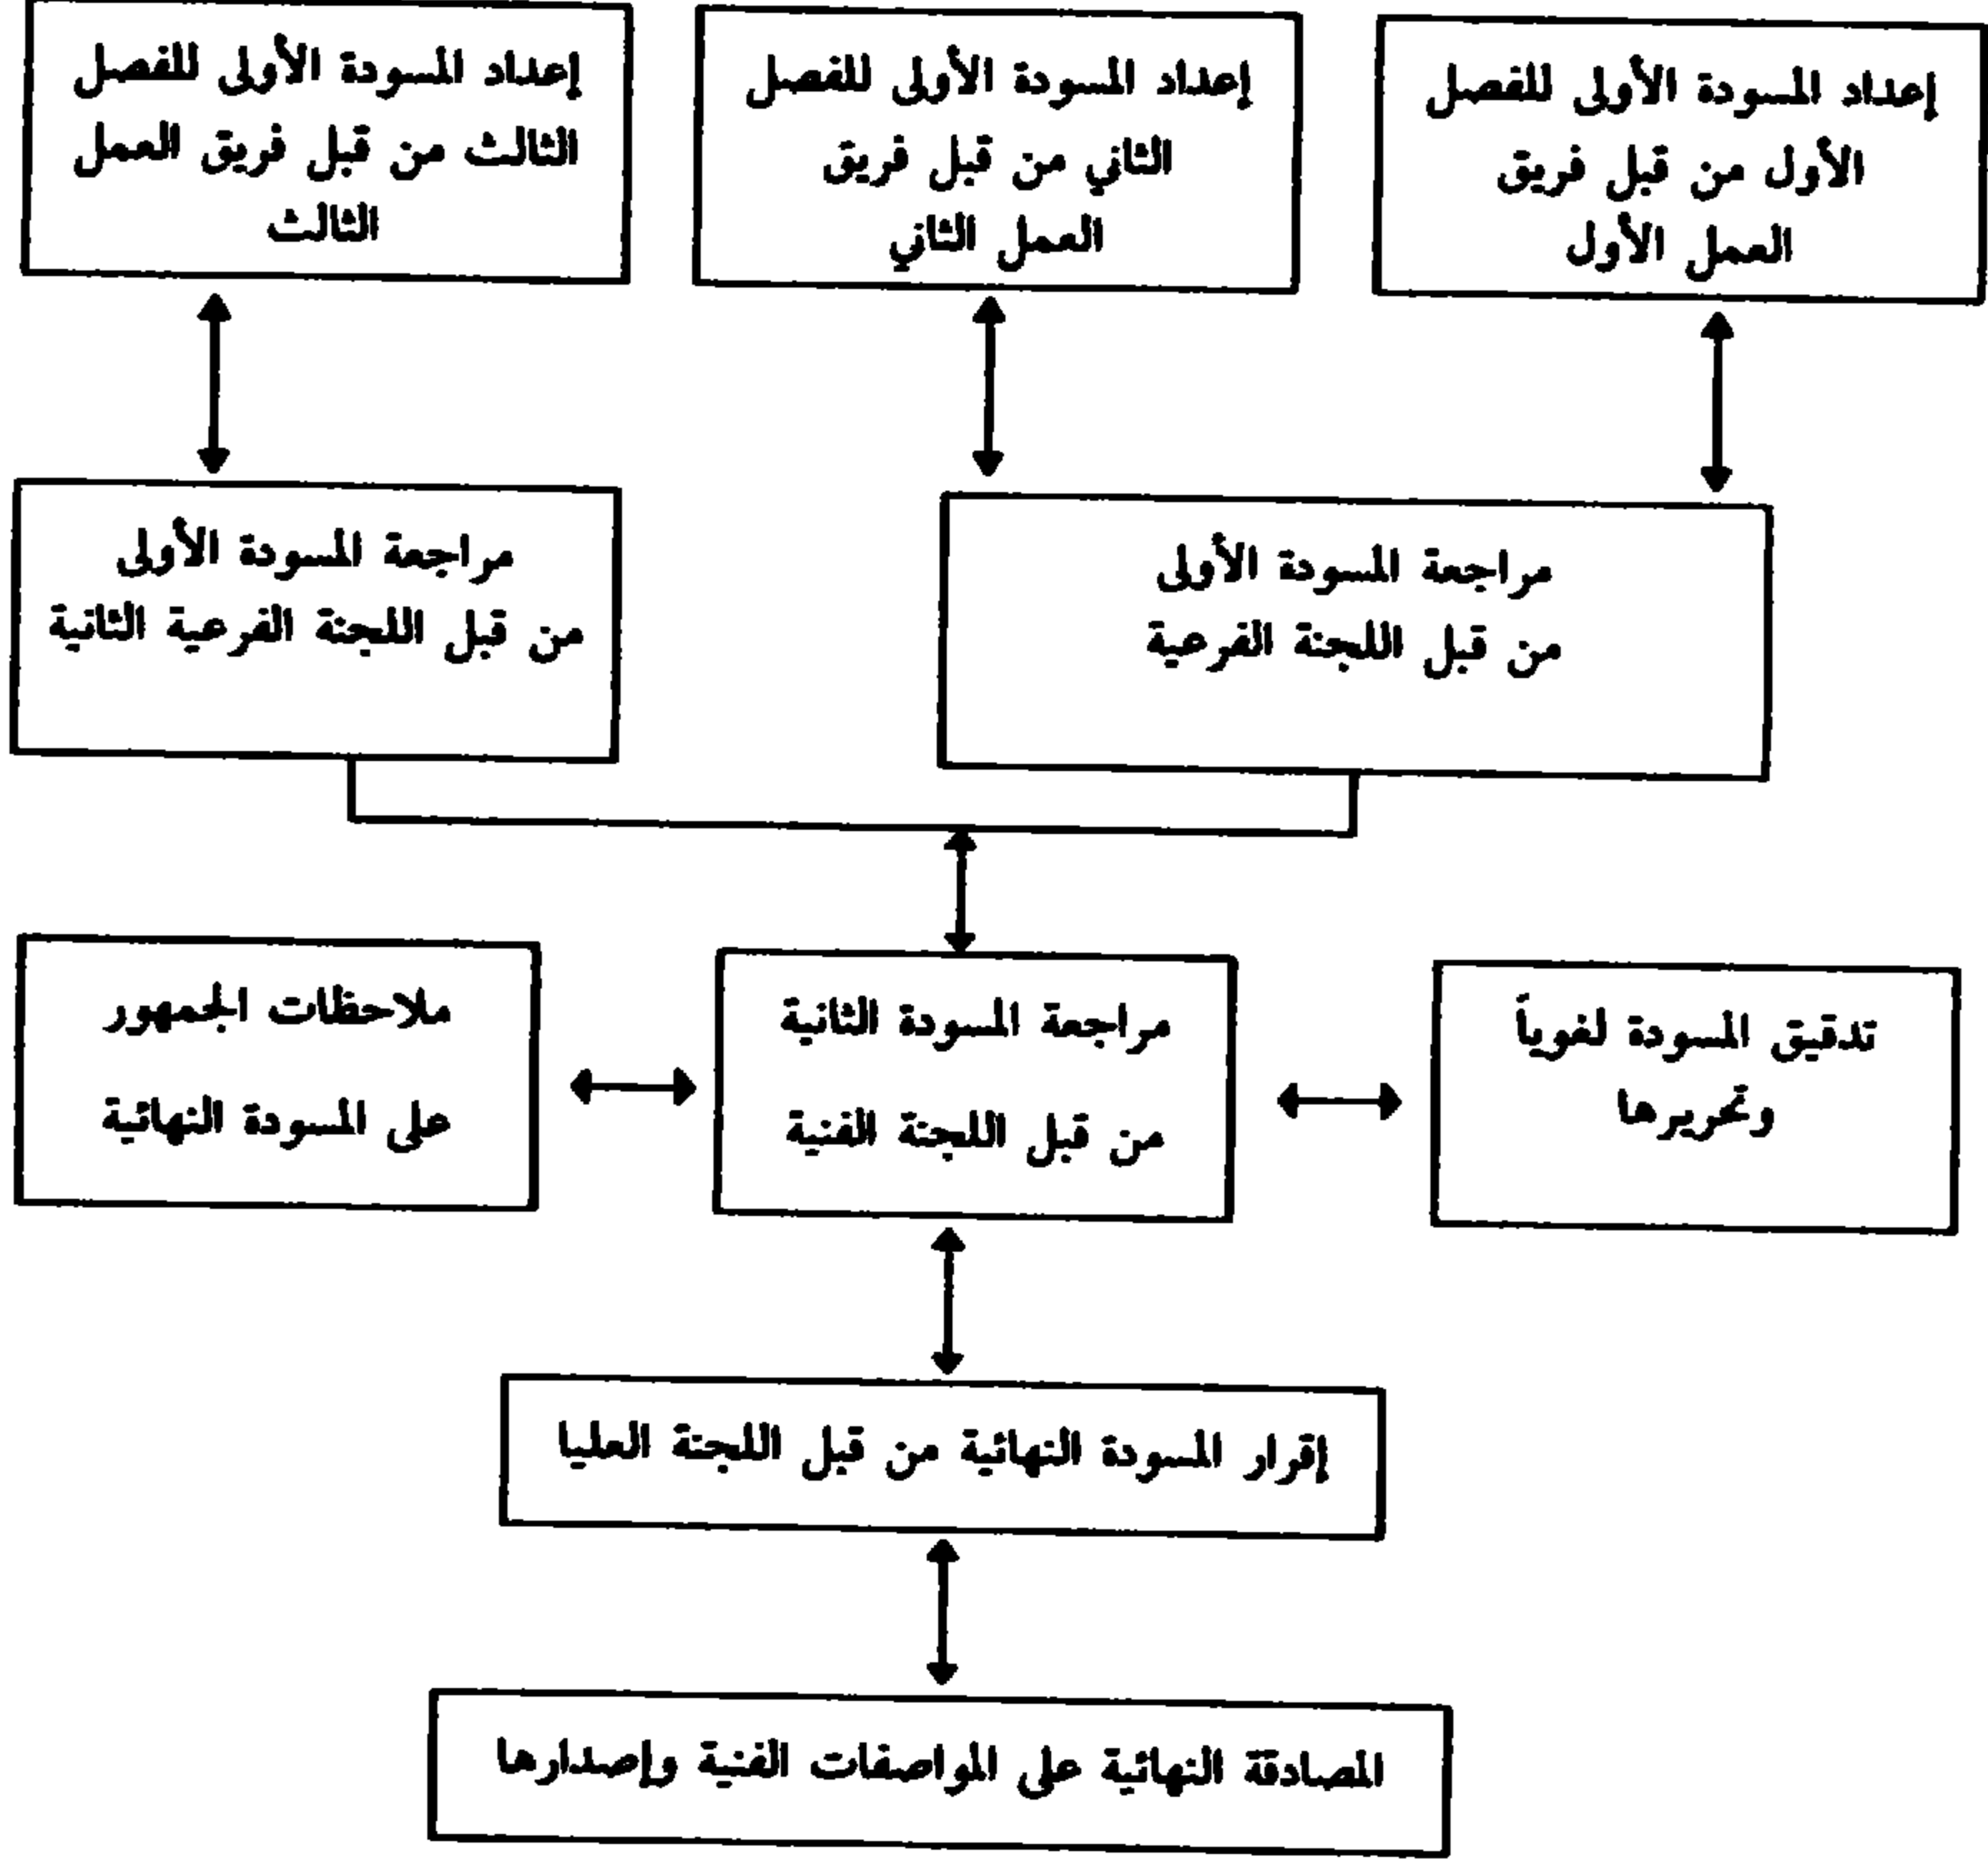 إعداد المسودة الأولى للفصل
الأول من قبل فريق
العمل الأول
إعداد المسودة الأولى للفصل
الثاني من قبل فريق
العمل الثاني
إعداد المسودة الأولى للفصل
الثالث من قبل فريق العمل
الثالث
مراجعة المسودة الأولى
من قبل اللجنة الفرعية
مراجعة المسودة الأولى
من قبل اللجنة الفرعية الثانية
تدقيق المسودة لغوياً
وتحريرها
مراجعة المسودة الثانية
من قبل اللجنة الفنية
ملاحظات الجمهور
على المسودة النهائية
إقرار المسودة النهائية من قبل اللجنة العليا
المصادقة النهائية على المواصفات الفنية وإصدارها